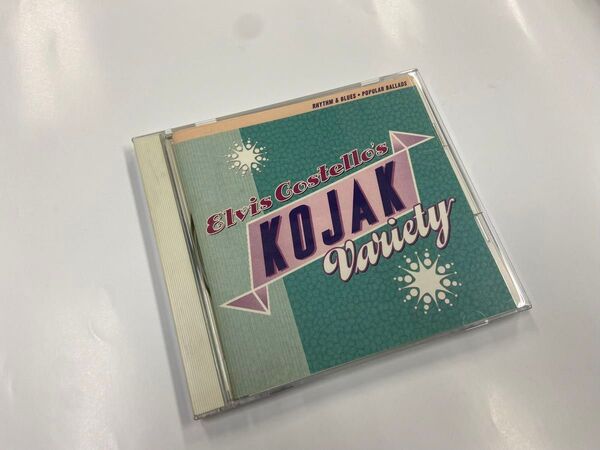 RHYTHM & BLUES • POPULAR BALLADS
Elvis Costello's
KOJAK
Variety